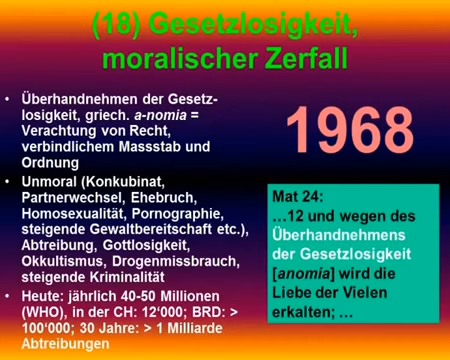 (18) Gesetzlosigkeit,
moralischer Zerfall
• Überhandnehmen der Gesetz-
losigkeit, griech. a-nomia =
Verachtung von Recht,
verbindlichem Massstab und
Ordnung
• Unmoral (Konkubinat,
Partnerwechsel, Ehebruch,
Homosexualität, Pornographie,
steigende Gewaltbereitschaft etc.),
Abtreibung, Gottlosigkeit,
Okkultismus, Drogenmissbrauch,
steigende Kriminalität
• Heute: jährlich 40-50 Millionen
(WHO), in der CH: 12‘000; BRD: >
100‘000; 30 Jahre: > 1 Milliarde
Abtreibungen
1968
Mat 24:
…12 und wegen des
Überhandnehmens
der Gesetzlosigkeit
[anomia] wird die
Liebe der Vielen
erkalten; …